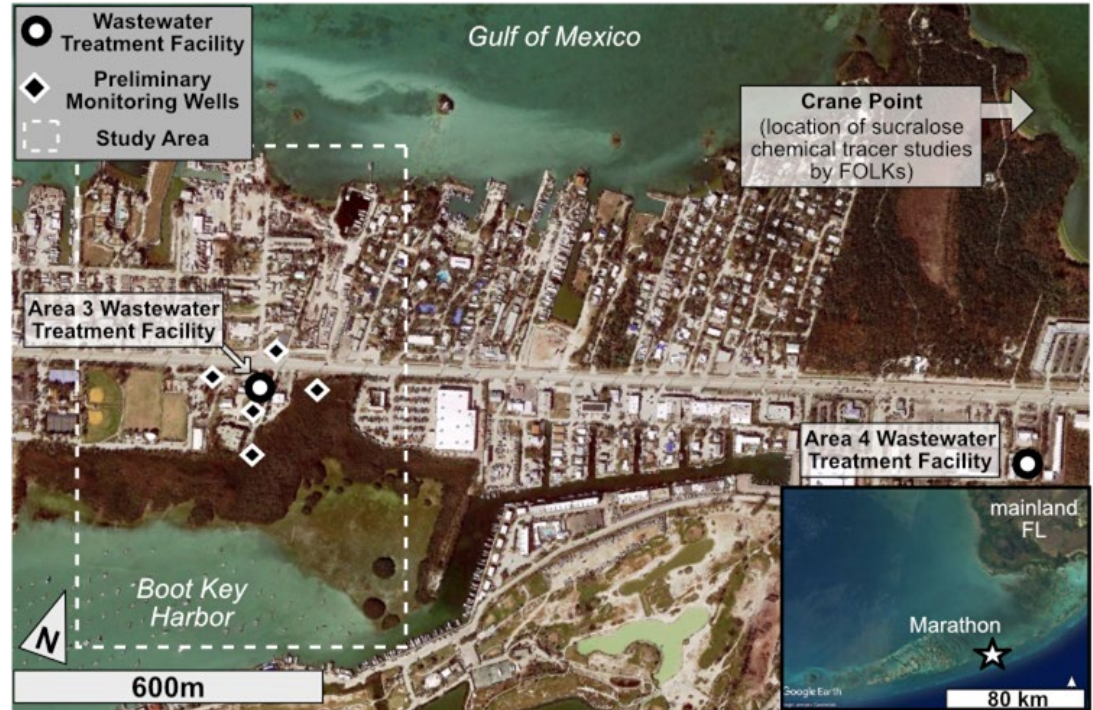 Wastewater
Treatment Facility
Preliminary
Monitoring Wells
Study Area
Gulf of Mexico
Crane Point
(location of sucralose
chemical tracer studies
by FOLKs)
Area 3 Wastewater
Treatment Facility
Area 4 Wastewater
Treatment Facility
Boot Key
Harbor
N
600m
mainland
FL
Marathon
Google Earth
80 km